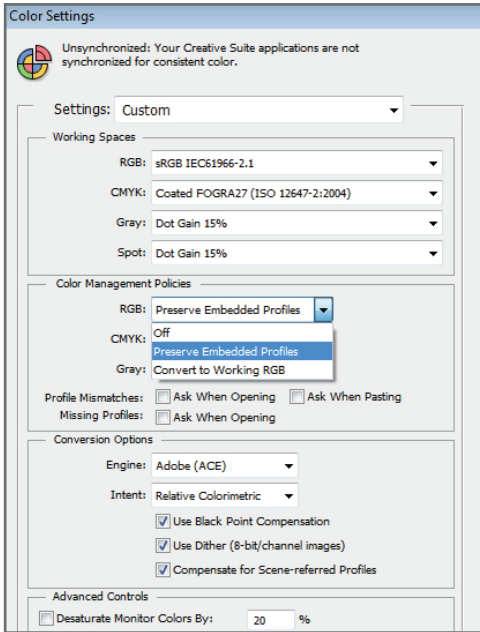 Color Settings
Unsynchronized: Your Creative Suite applications are not
synchronized for consistent color.
Settings: Custom
Working Spaces
RGB: sRGB IEC61966-2.1
CMYK: Coated FOGRA27 (ISO 12647-2:2004)
Gray: Dot Gain 15%
Spot: Dot Gain 15%
Color Management Policies
RGB: Preserve Embedded Profiles
Off
CMYK:
Preserve Embedded Profiles
Gray: Convert to Working RGB
Profile Mismatches: Ask When Opening Ask When Pasting
Missing Profiles: Ask When Opening
Conversion Options
Engine: Adobe (ACE)
Intent: Relative Colorimetric
Use Black Point Compensation
Use Dither (8-bit/channel images)
Compensate for Scene-referred Profiles
Advanced Controls
Desaturate Monitor Colors By: 20 %